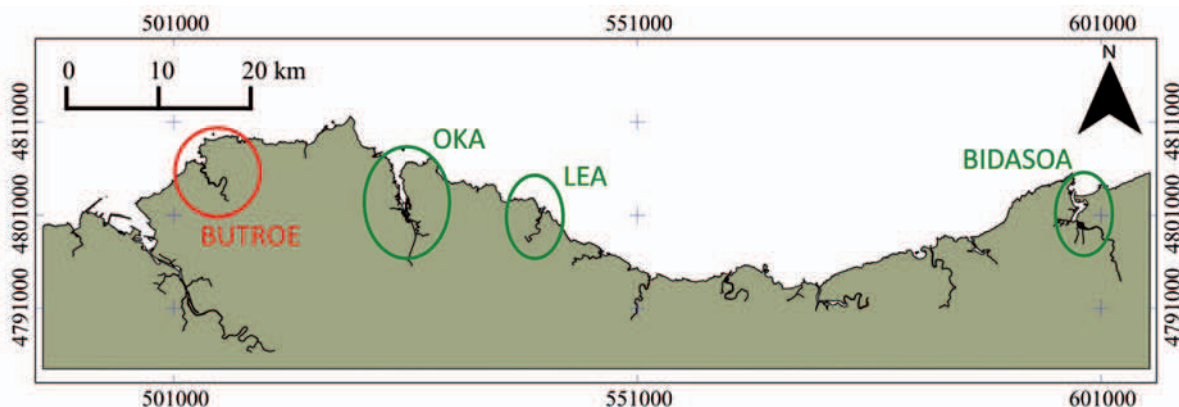 501000 551000 601000
0 10 20 km
N
4811000 4811000
OKA
LEA
BIDASOA
BUTROE
4801000 4801000
4791000 4791000
501000 551000 601000